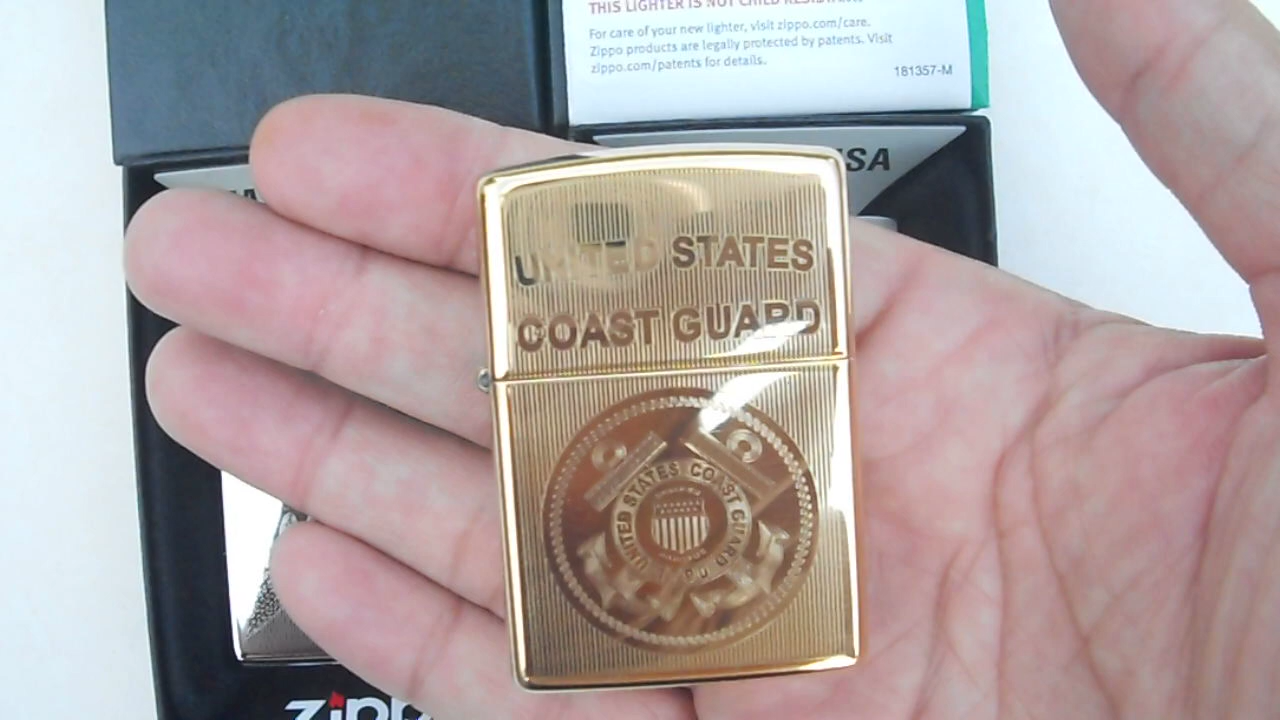 THIS LIGHTER IS NOT CHILD RESISTANT.
For care of your new lighter, visit zippo.com/care.
Zippo products are legally protected by patents. Visit
zippo.com/patents for details.
181357-M
USA
UNITED STATES
COAST GUARD
UNITED STATES COAST GUARD
1790
zippo